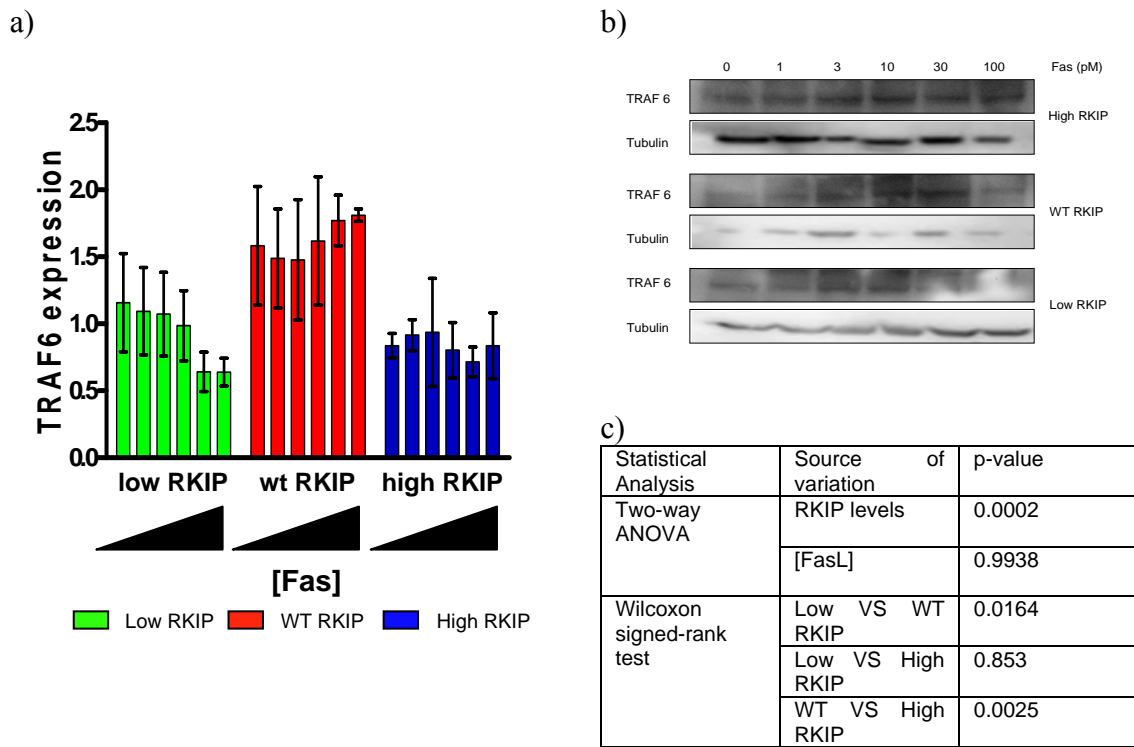 a)
2.5
2.0
1.5
1.0
0.5
0.0
TRAF6 expression
low RKIP wt RKIP high RKIP
[Fas]
Low RKIP WT RKIP High RKIP
b)
0 1 3 10 30 100 Fas (pM)
TRAF 6
High RKIP
Tubulin
TRAF 6
WT RKIP
Tubulin
TRAF 6
Low RKIP
Tubulin
c)
Statistical Analysis Source of variation p-value
Two-way ANOVA RKIP levels 0.0002
[FasL] 0.9938
Wilcoxon signed-rank test Low VS WT RKIP 0.0164
Low VS High RKIP 0.853
WT VS High RKIP 0.0025